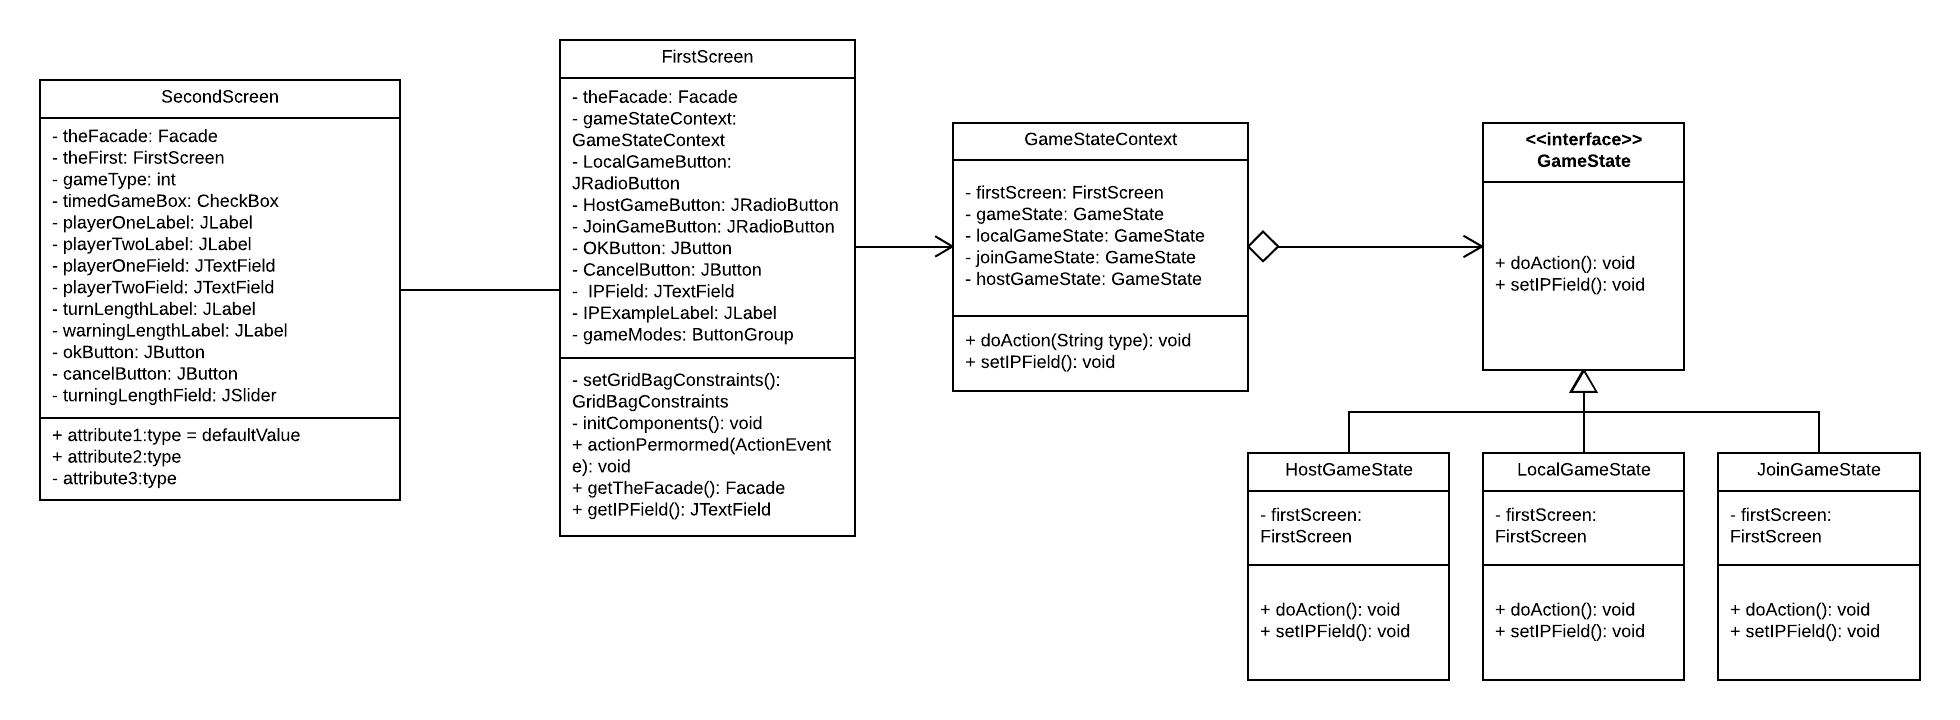 SecondScreen
- theFacade: Facade
- theFirst: FirstScreen
- gameType: int
- timedGameBox: CheckBox
- playerOneLabel: JLabel
- playerTwoLabel: JLabel
- playerOneField: JTextField
- playerTwoField: JTextField
- turnLengthLabel: JLabel
- warningLengthLabel: JLabel
- okButton: JButton
- cancelButton: JButton
- turningLengthField: JSlider
+ attribute1:type = defaultValue
+ attribute2:type
- attribute3:type
FirstScreen
- theFacade: Facade
- gameStateContext:
GameStateContext
- LocalGameButton:
JRadioButton
- HostGameButton: JRadioButton
- JoinGameButton: JRadioButton
- OKButton: JButton
- CancelButton: JButton
-  IPField: JTextField
- IPExampleLabel: JLabel
- gameModes: ButtonGroup
- setGridBagConstraints():
GridBagConstraints
- initComponents(): void
+ actionPermormed(ActionEvent
e): void
+ getTheFacade(): Facade
+ getIPField(): JTextField
GameStateContext
- firstScreen: FirstScreen
- gameState: GameState
- localGameState: GameState
- joinGameState: GameState
- hostGameState: GameState
+ doAction(String type): void
+ setIPField(): void
<<interface>>
GameState
+ doAction(): void
+ setIPField(): void
HostGameState
- firstScreen:
FirstScreen
+ doAction(): void
+ setIPField(): void
LocalGameState
- firstScreen:
FirstScreen
+ doAction(): void
+ setIPField(): void
JoinGameState
- firstScreen:
FirstScreen
+ doAction(): void
+ setIPField(): void